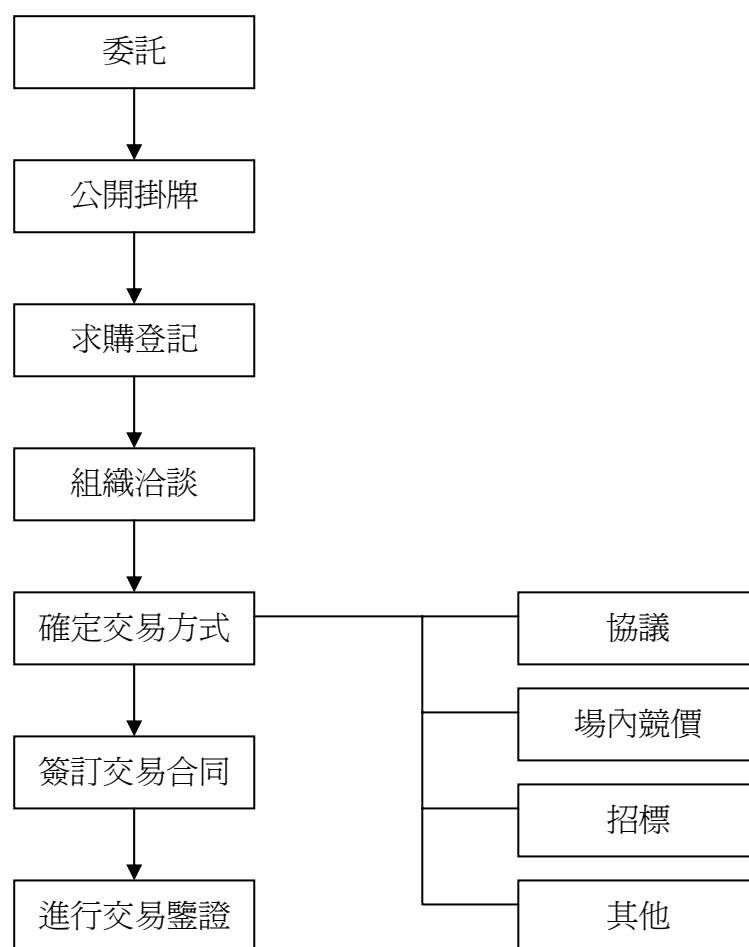 委託
公開掛牌
求購登記
組織洽談
確定交易方式
協議
場內競價
簽訂交易合同
招標
進行交易鑒證
其他